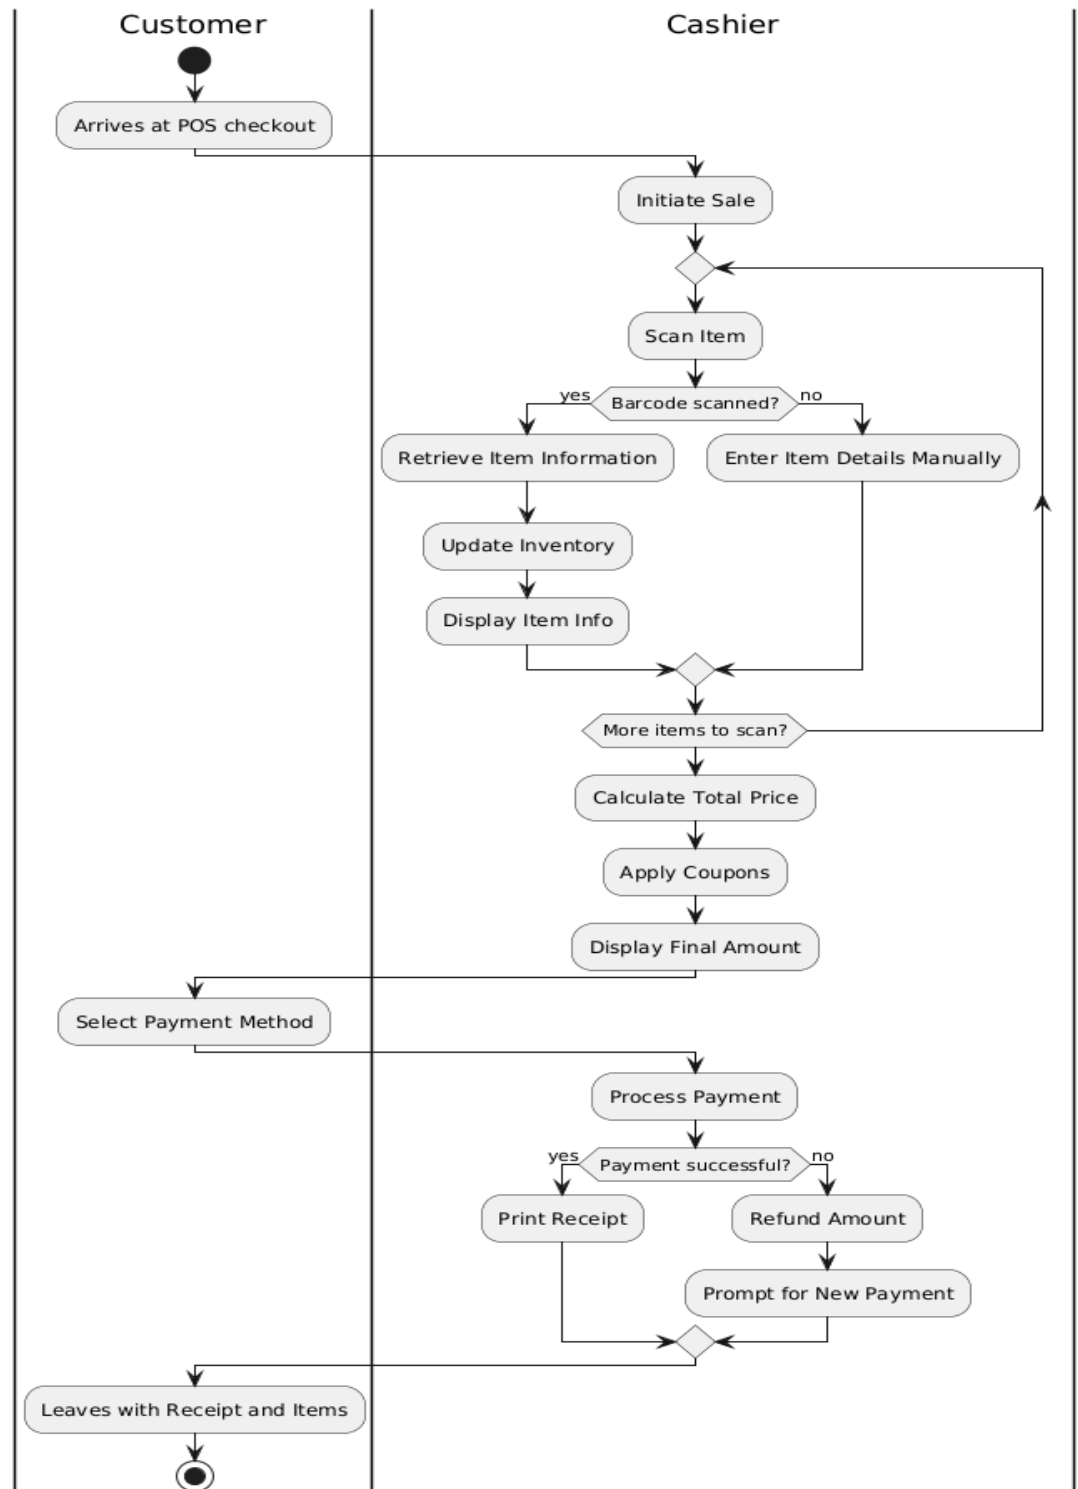 Customer
Cashier
Arrives at POS checkout
Initiate Sale
Scan Item
yes
Barcode scanned?
no
Retrieve Item Information
Enter Item Details Manually
Update Inventory
Display Item Info
More items to scan?
Calculate Total Price
Apply Coupons
Display Final Amount
Select Payment Method
Process Payment
yes
Payment successful?
no
Print Receipt
Refund Amount
Prompt for New Payment
Leaves with Receipt and Items